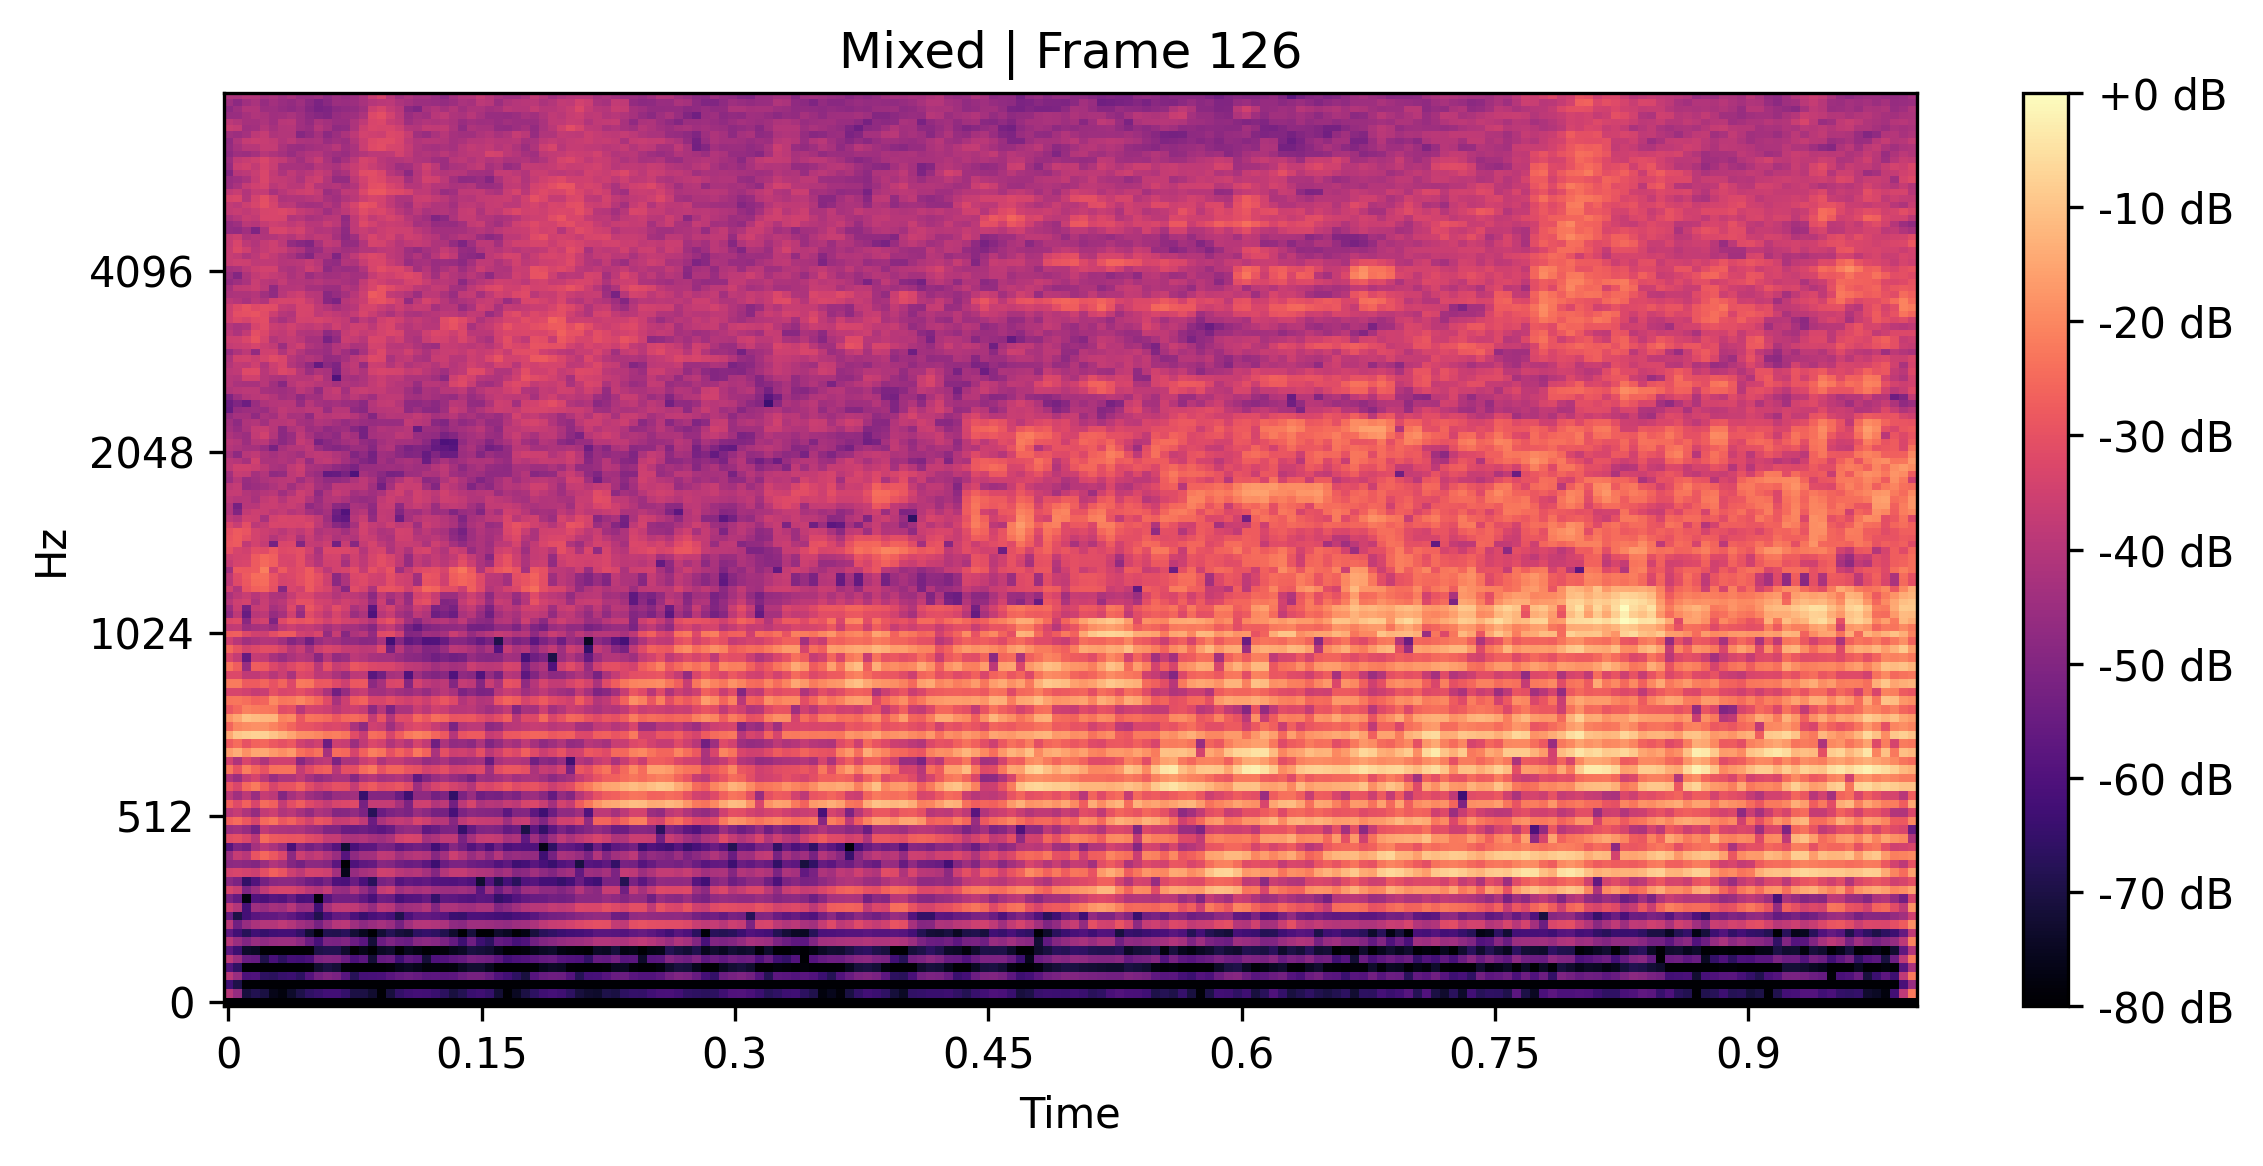 Mixed | Frame 126
Hz
4096
2048
1024
512
0
0 0.15 0.3 0.45 0.6 0.75 0.9
Time
+0 dB
-10 dB
-20 dB
-30 dB
-40 dB
-50 dB
-60 dB
-70 dB
-80 dB